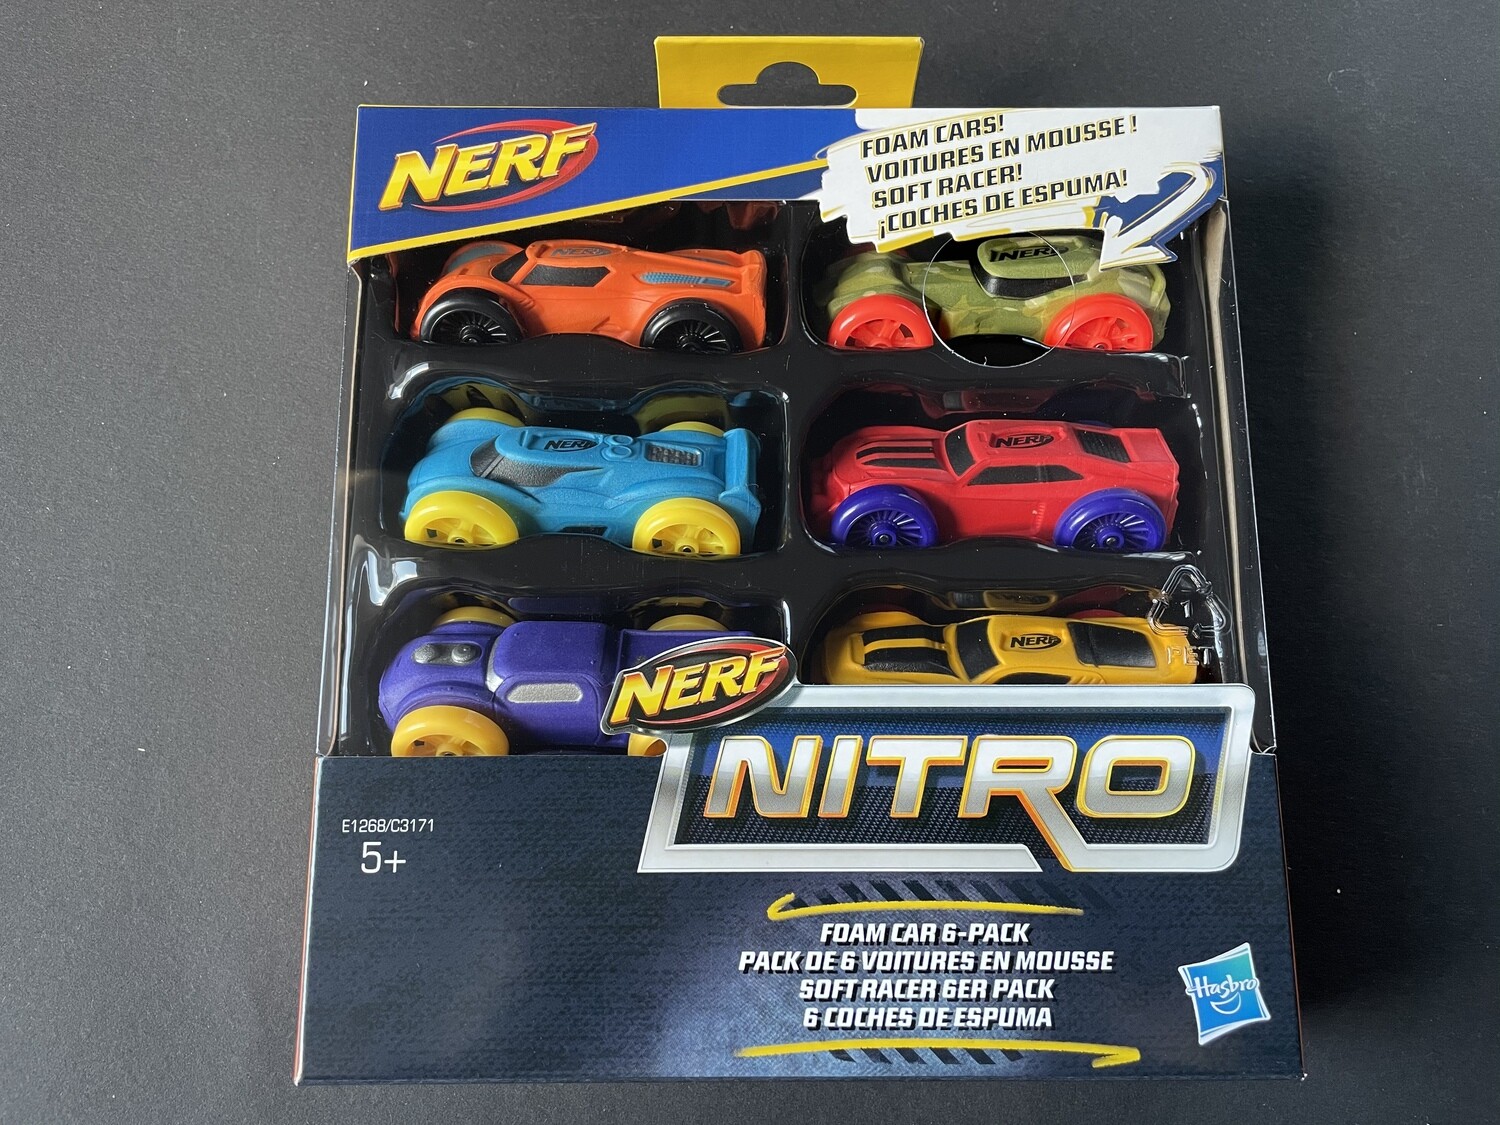 NERF
FOAM CARS!
VOITURES EN MOUSSE !
SOFT RACER!
¡COCHES DE ESPUMA!
NERF
NERF
NERF
NERF
NERF
1
PET
NERF
NITRO
E1268/C3171
5+
FOAM CAR 6-PACK
PACK DE 6 VOITURES EN MOUSSE
SOFT RACER 6ER PACK
6 COCHES DE ESPUMA
Hasbro